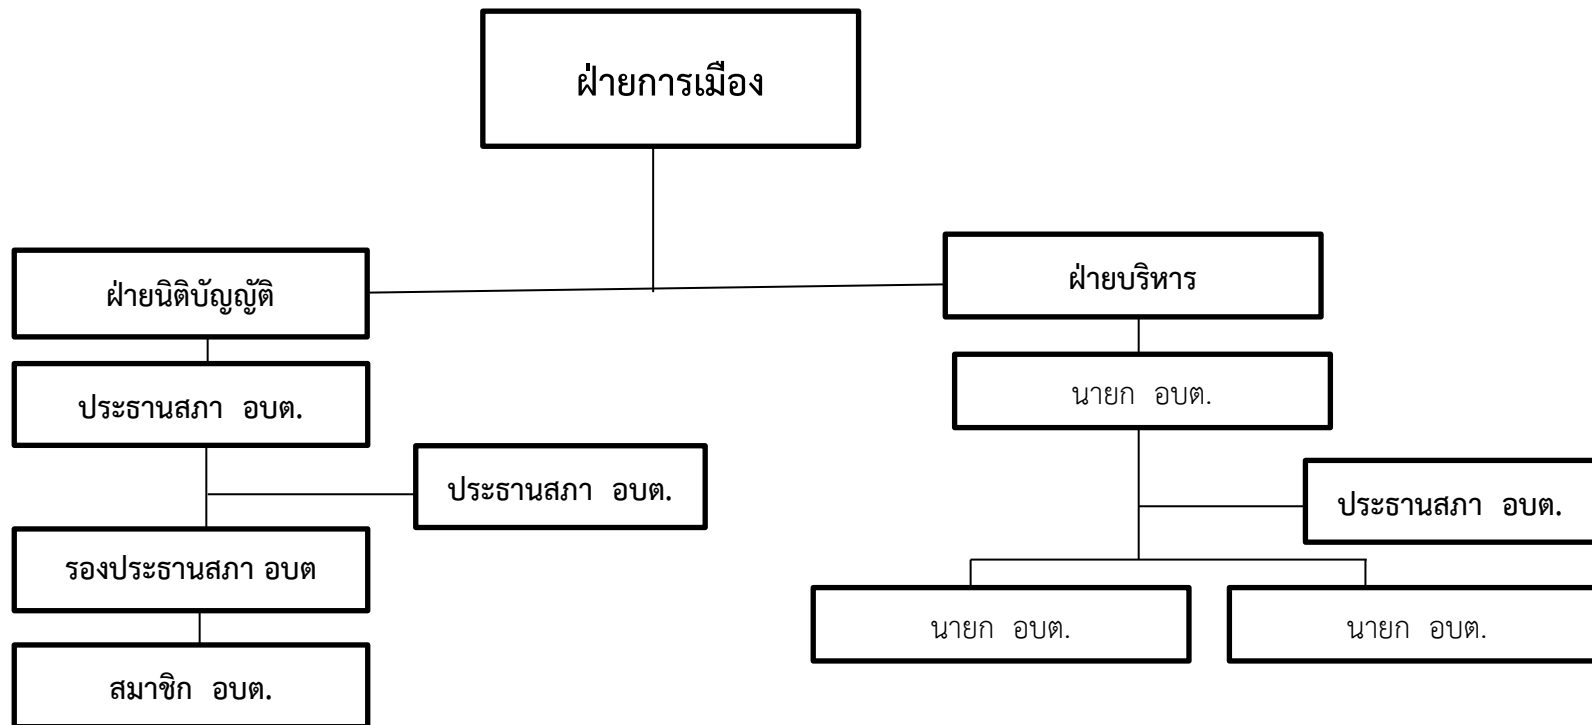 ฝ่ายการเมือง
ฝ่ายนิติบัญญัติ
ฝ่ายบริหาร
ประธานสภา อบต.
นายก อบต.
ประธานสภา อบต.
ประธานสภา อบต.
รองประธานสภา อบต
นายก อบต.
นายก อบต.
สมาชิก อบต.